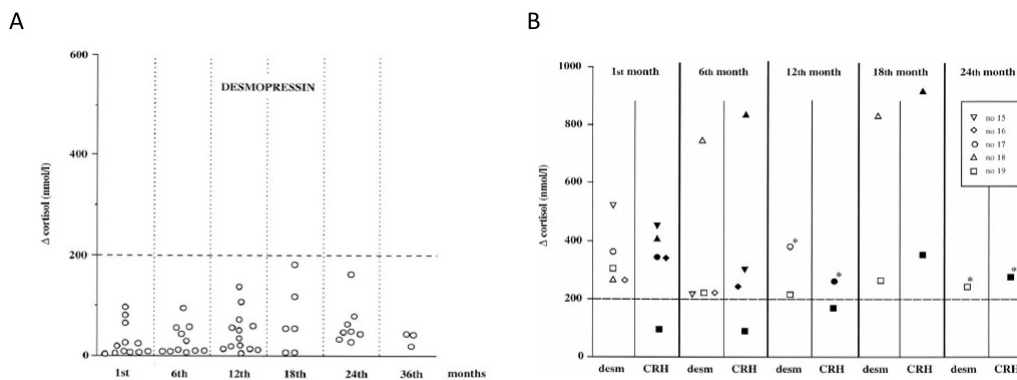 A
B
600
400
200
0
Δ cortisol (nmol/l)
DESMOPRESSIN
1st 6th 12th 18th 24th 36th months
1000
800
600
400
200
0
Δ cortisol (nmol/l)
1st month 6th month 12th month 18th month 24th month
no 15
no 16
no 17
no 18
no 19
*
*
*
*
desm CRH desm CRH desm CRH desm CRH desm CRH